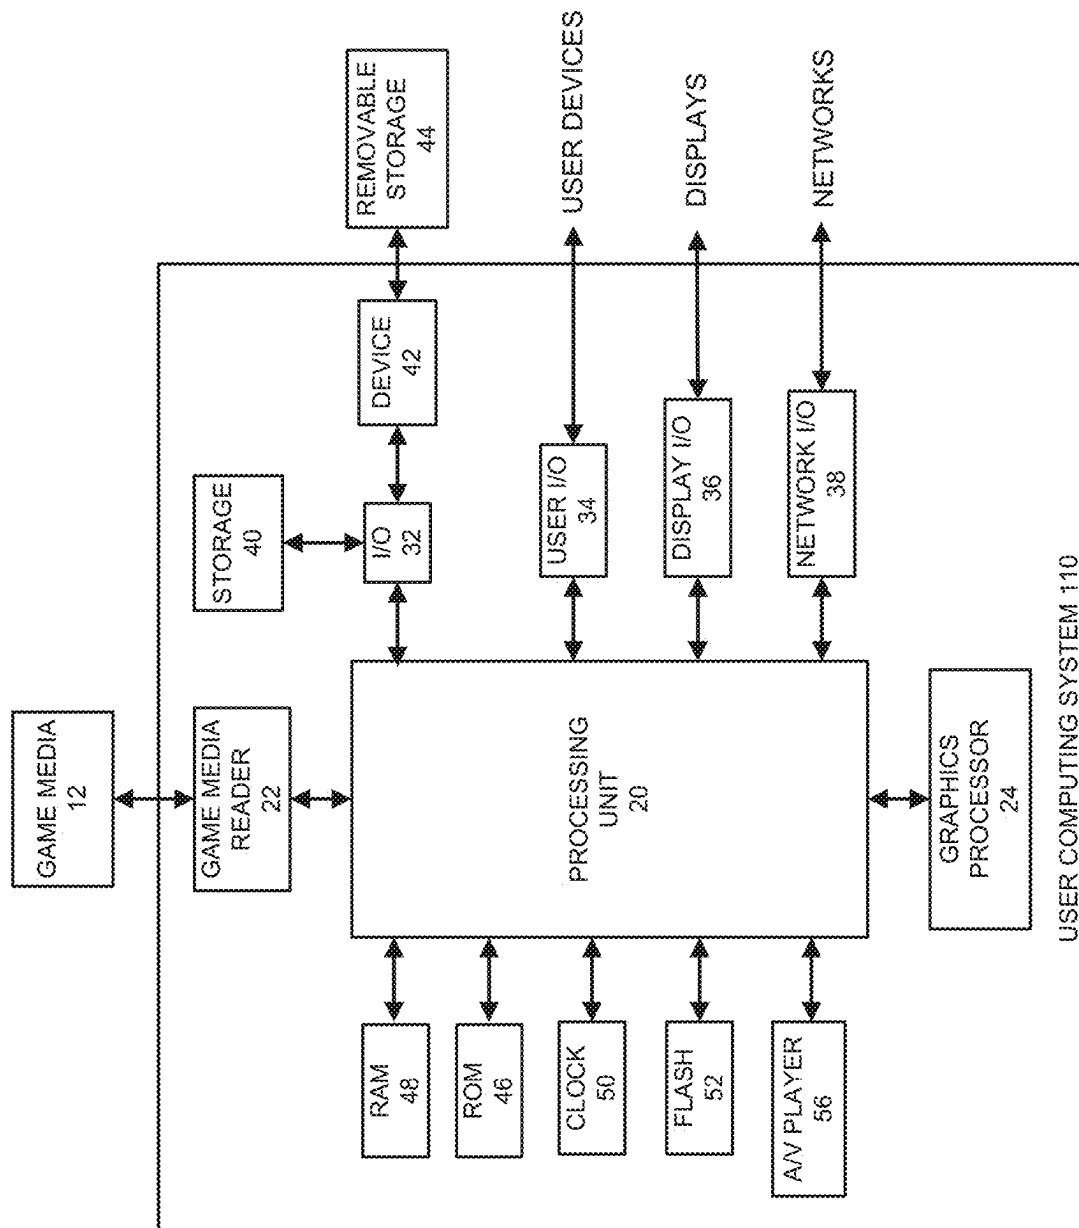 GAME MEDIA
12
GAME MEDIA
READER
22
STORAGE
40
I/O
32
DEVICE
42
REMOVABLE
STORAGE
44
RAM
48
ROM
46
CLOCK
50
FLASH
52
A/V PLAYER
56
PROCESSING
UNIT
20
USER I/O
34
USER DEVICES
DISPLAY I/O
36
DISPLAYS
NETWORK I/O
38
NETWORKS
GRAPHICS
PROCESSOR
24
USER COMPUTING SYSTEM 110